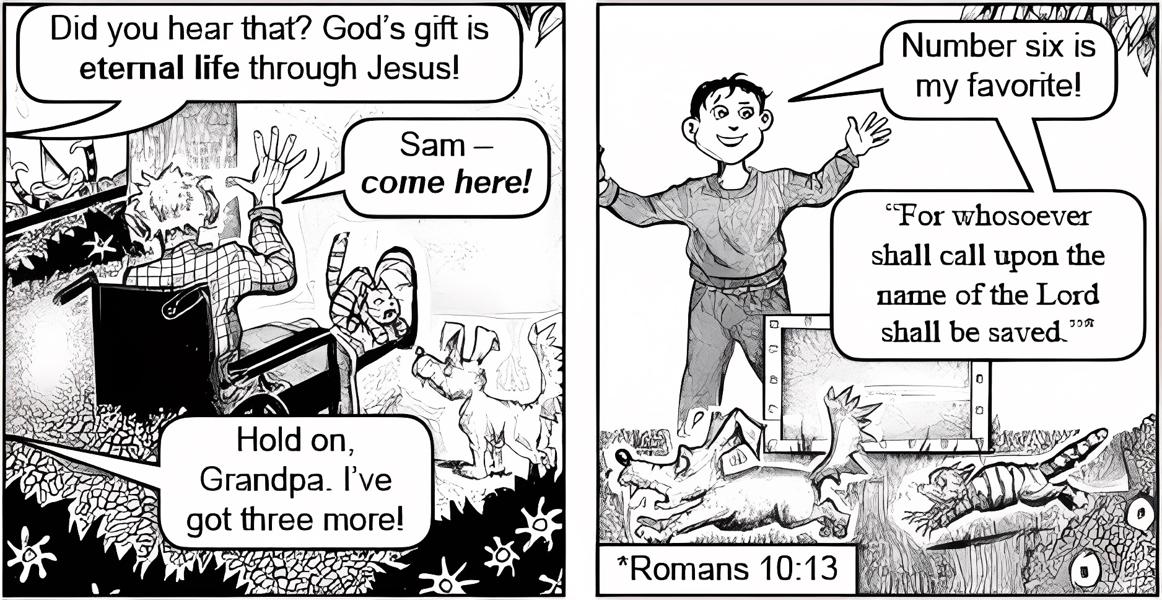 Did you hear that? God’s gift is
eternal life through Jesus!
Sam –
come here!
Hold on,
Grandpa. I’ve
got three more!
Number six is
my favorite!
“For whosoever
shall call upon the
name of the Lord
shall be saved.”*
*Romans 10:13